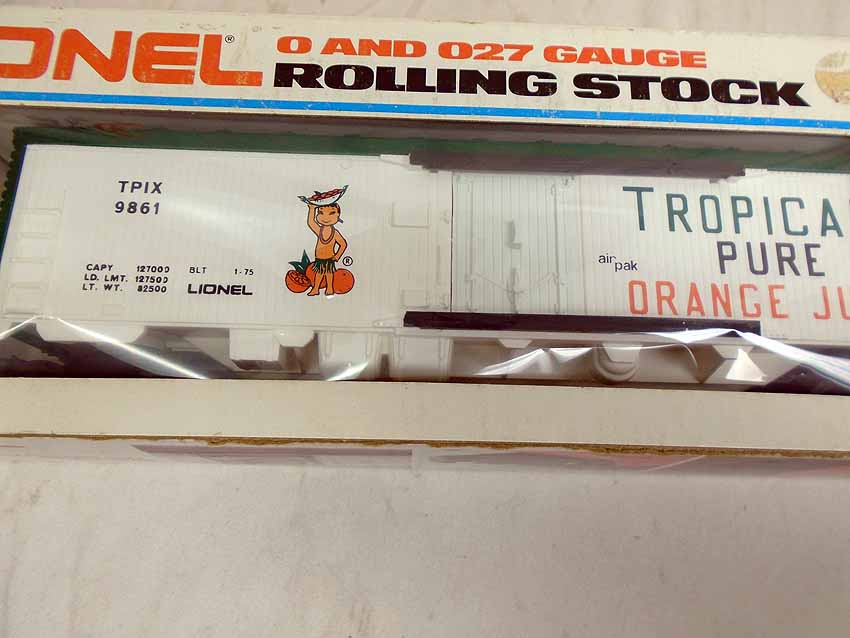 ONEL®
O AND O27 GAUGE
ROLLING STOCK
TPIX
9861
CAPY 127000 BLT 1-75
LD. LMT. 127500 LIONEL
LT. WT. 82500
®
air pak
TROPICA
PURE
ORANGE JU